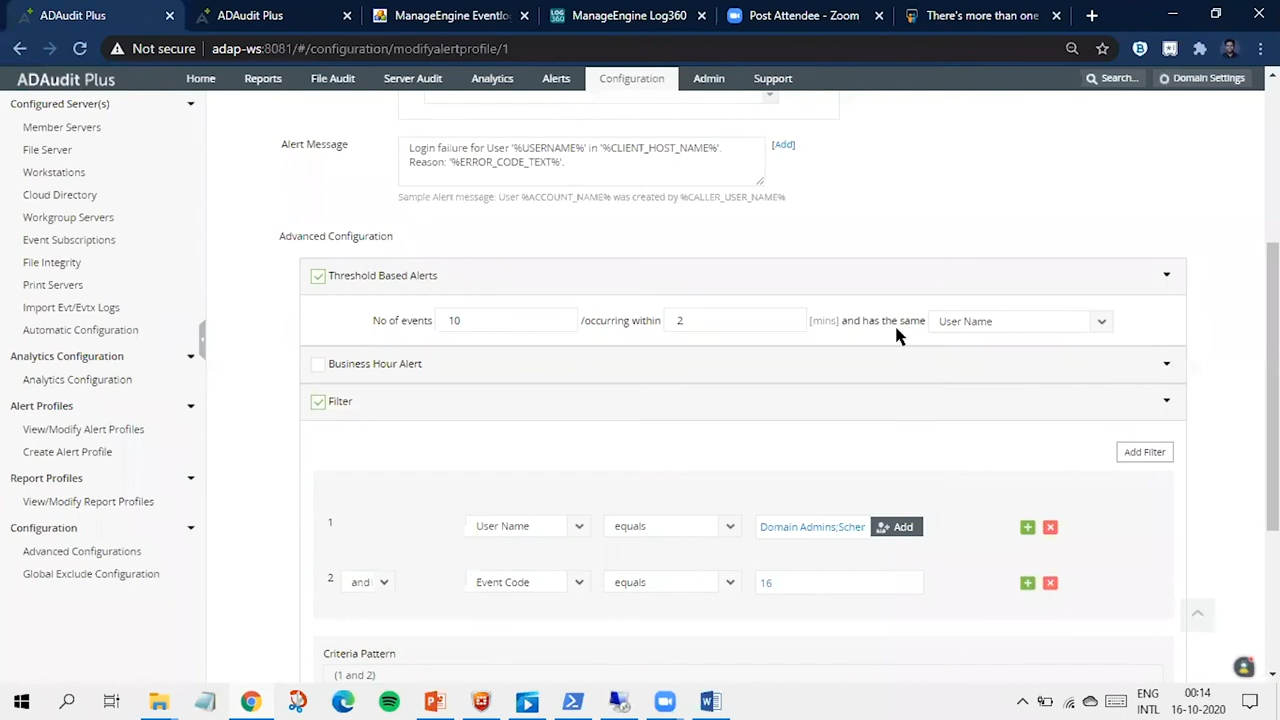 ADAudit Plus
ADAudit Plus
ManageEngine Eventlo
ManageEngine Log360
Post Attendee - Zoom
There's more than one
Not secure adap-ws:8081/#/configuration/modifyalertprofile/1
ADAudit Plus
Home Reports File Audit Server Audit Analytics Alerts Configuration Admin Support Search... Domain Settings
Configured Server(s)
Member Servers
File Server
Workstations
Cloud Directory
Workgroup Servers
Event Subscriptions
File Integrity
Print Servers
Import Evt/Evtx Logs
Automatic Configuration
Analytics Configuration
Analytics Configuration
Alert Profiles
View/Modify Alert Profiles
Create Alert Profile
Report Profiles
View/Modify Report Profiles
Configuration
Advanced Configurations
Global Exclude Configuration
Alert Message
Login failure for User '%USERNAME%' in '%CLIENT_HOST_NAME%'.
Reason: '%ERROR_CODE_TEXT%'.
[Add]
Sample Alert message: User %ACCOUNT_NAME% was created by %CALLER_USER_NAME%
Advanced Configuration
Threshold Based Alerts
No of events 10 /occurring within 2 [mins] and has the same User Name
Business Hour Alert
Filter
Add Filter
1 User Name equals Domain Admins;Scher Add
2 and Event Code equals 16
Criteria Pattern
(1 and 2)
ENG 00:14
INTL 16-10-2020